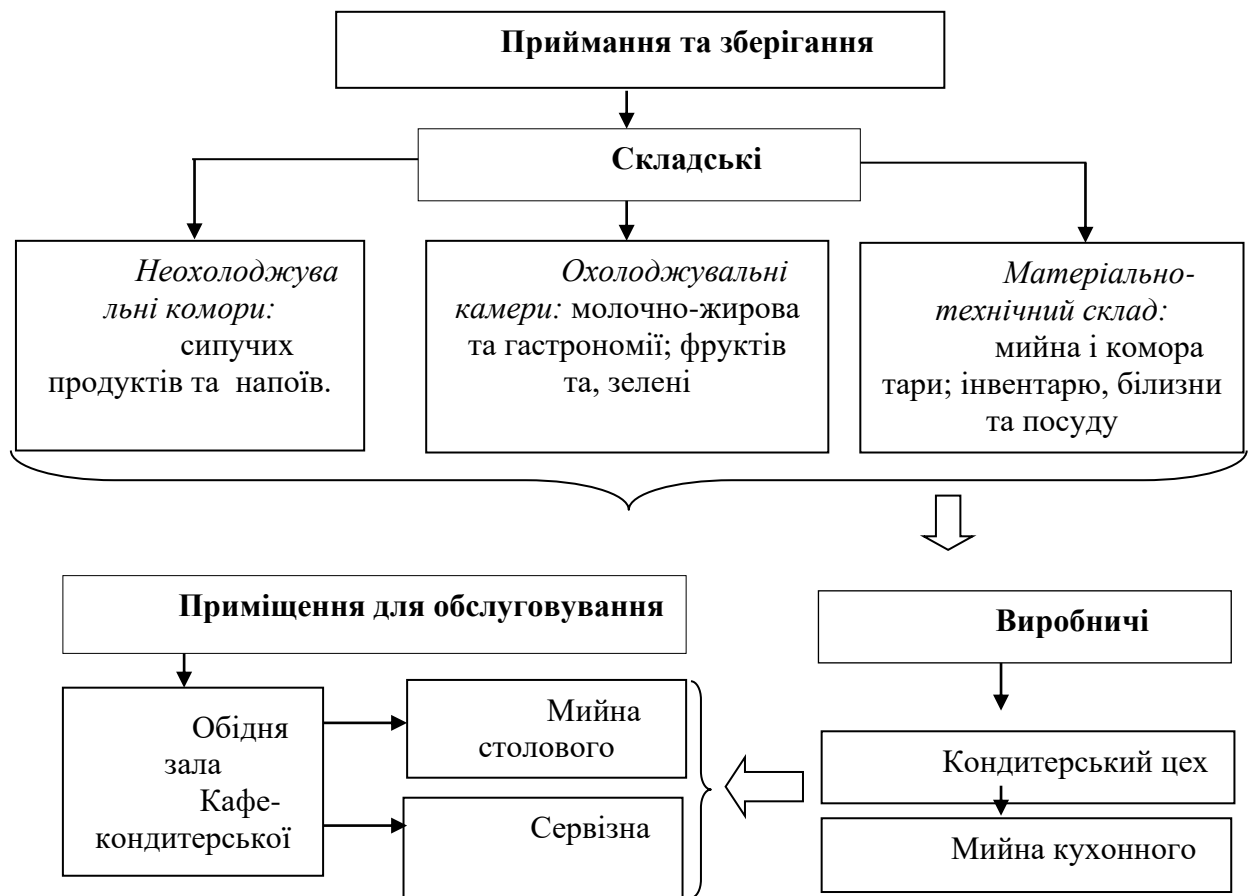 Приймання та зберігання
Складські
Неохолоджува
льні комори:
сипучих
продуктів та напоїв.
Охолоджувальні
камери: молочно-жирова
та гастрономії; фруктів
та, зелені
Матеріально-
технічний склад:
мийна і комора
тари; інвентарю, білизни
та посуду
Приміщення для обслуговування
Виробничі
Обідня
зала
Кафе-
кондитерської
Мийна
столового
Сервізна
Кондитерський цех
Мийна кухонного